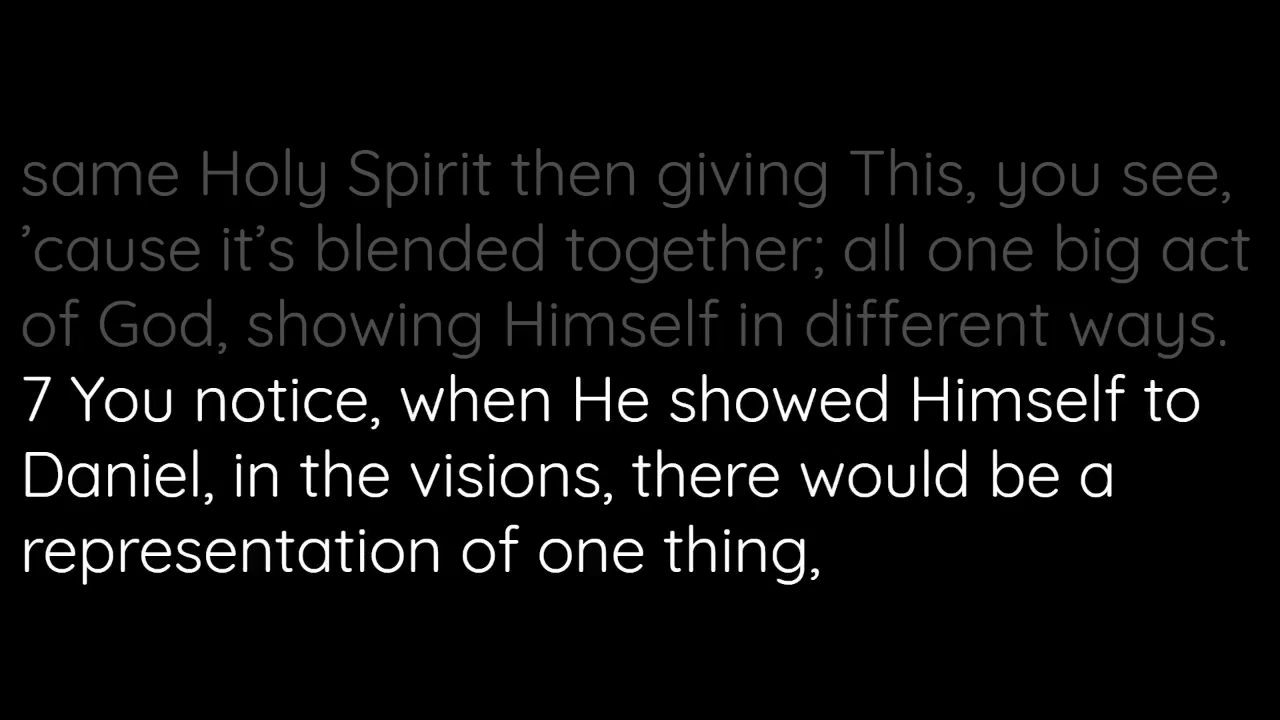 same Holy Spirit then giving This, you see,
’cause it’s blended together; all one big act
of God, showing Himself in different ways.
7 You notice, when He showed Himself to
Daniel, in the visions, there would be a
representation of one thing,